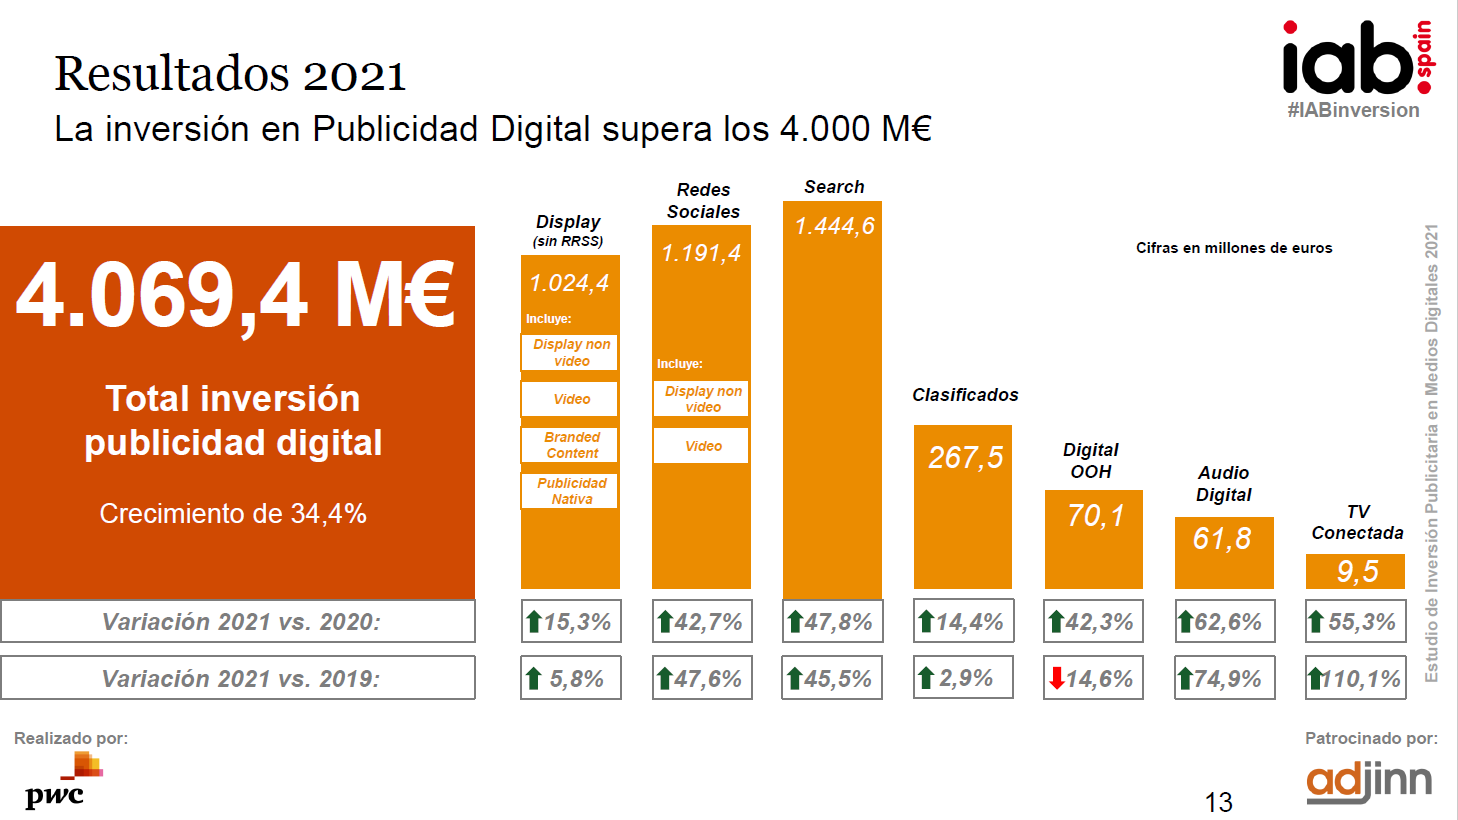 Resultados 2021
La inversión en Publicidad Digital supera los 4.000 M€
iab
spain
#IABinversion
4.069,4 M€
Total inversión
publicidad digital
Crecimiento de 34,4%
Display
(sin RRSS)
1.024,4
Incluye:
Display non
video
Video
Branded
Content
Publicidad
Nativa
Redes
Sociales
1.191,4
Incluye:
Display non
video
Video
Search
1.444,6
Clasificados
267,5
Digital
OOH
70,1
Audio
Digital
61,8
TV
Conectada
9,5
Cifras en millones de euros
Estudio de Inversión Publicitaria en Medios Digitales 2021
Variación 2021 vs. 2020: 15,3% 42,7% 47,8% 14,4% 42,3% 62,6% 55,3%
Variación 2021 vs. 2019: 5,8% 47,6% 45,5% 2,9% 14,6% 74,9% 110,1%
Realizado por:
pwc
Patrocinado por:
adjinn
13